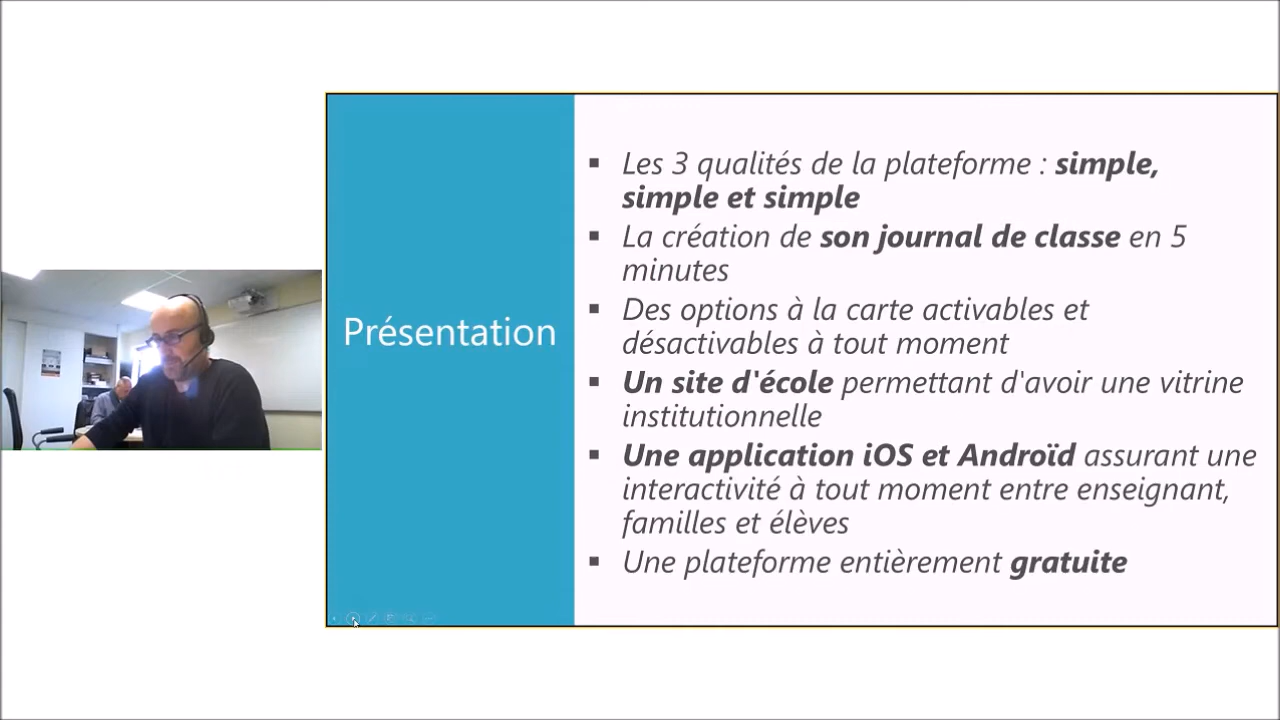 Présentation
▪ Les 3 qualités de la plateforme : simple,
simple et simple
▪ La création de son journal de classe en 5
minutes
▪ Des options à la carte activables et
désactivables à tout moment
▪ Un site d'école permettant d'avoir une vitrine
institutionnelle
▪ Une application iOS et Androïd assurant une
interactivité à tout moment entre enseignant,
familles et élèves
▪ Une plateforme entièrement gratuite